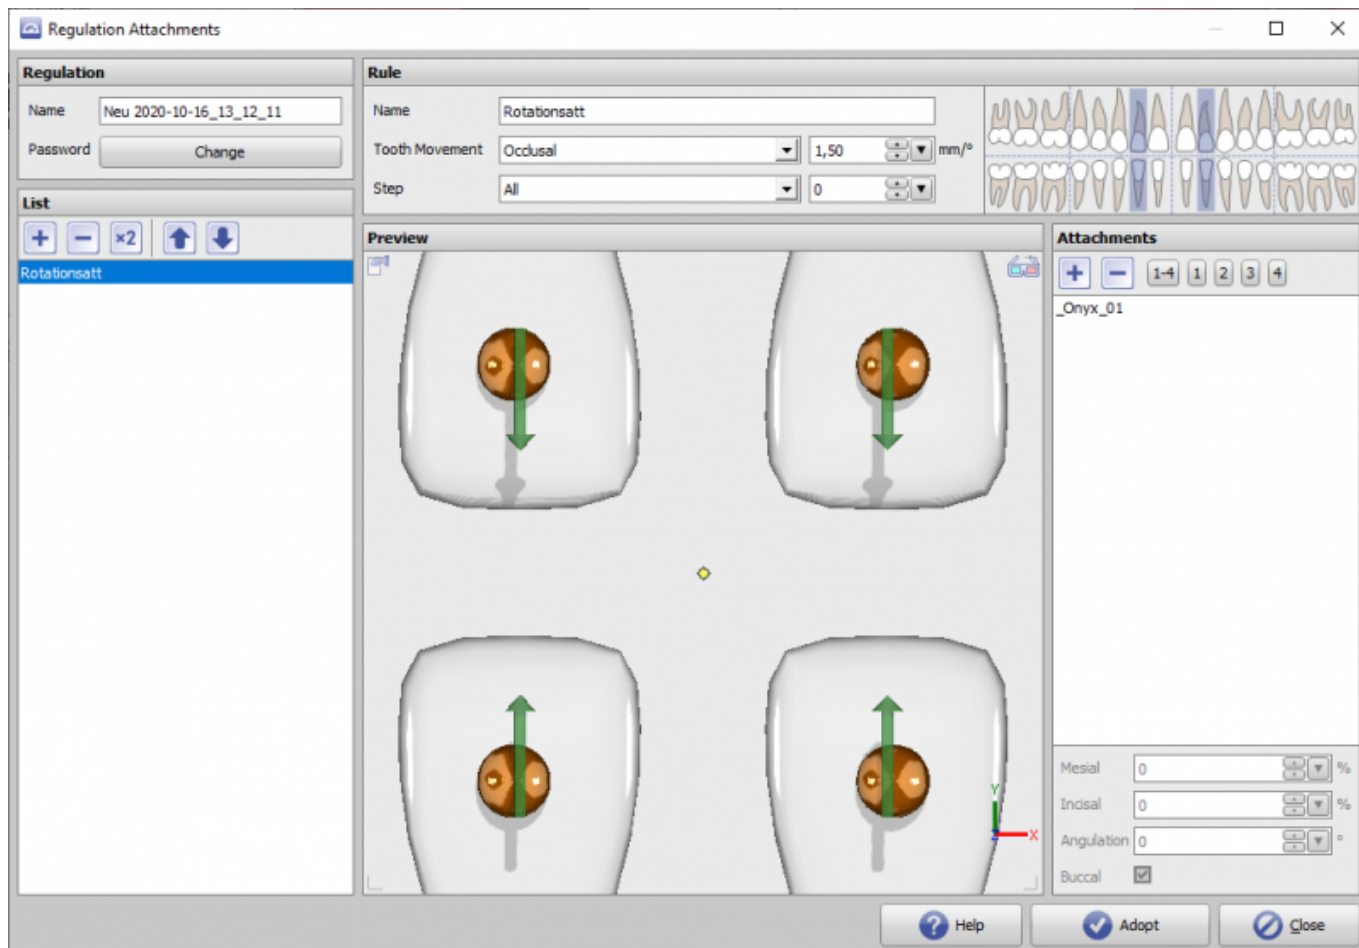 Regulation Attachments
Regulation
Name Neu 2020-10-16_13_12_11
Password Change
List
×2
Rotationsatt
Rule
Name Rotationsatt
Tooth Movement Occlusal 1,50 mm/°
Step All 0
Preview
Y
X
Z
Attachments
1-4 1 2 3 4
_Onyx_01
Mesial 0 %
Incisal 0 %
Angulation 0 °
Buccal
Help Adopt Close